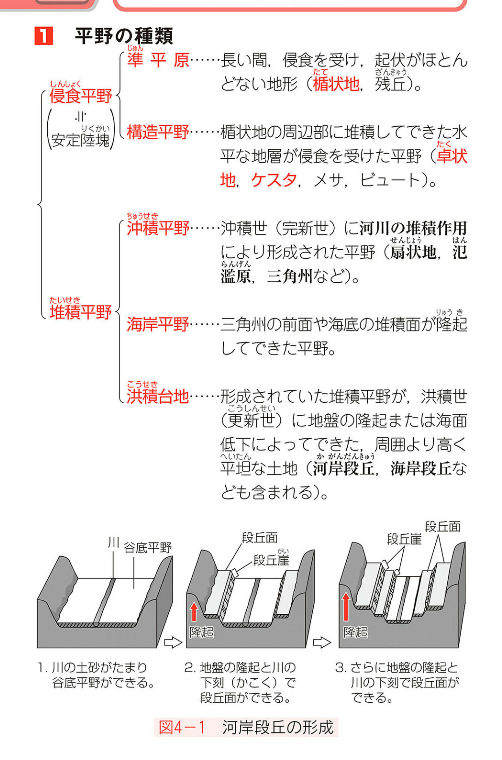 1 平野の種類
侵食平野
しんしょく
(≒安定陸塊)
りくかい
準平原……長い間，侵食を受け，起伏がほとん
じゅん
どない地形（楯状地，残丘）。
たて ざんきゅう
構造平野……楯状地の周辺部に堆積してできた水
平な地層が侵食を受けた平野（卓状
たく
地，ケスタ，メサ，ビュート）。
堆積平野
たいせき
沖積平野……沖積世（完新世）に河川の堆積作用
ちゅうせき
により形成された平野（扇状地，氾
せんじょう はん
濫原，三角州など）。
らんげん
海岸平野……三角州の前面や海底の堆積面が隆起
りゅうき
してできた平野。
洪積台地……形成されていた堆積平野が，洪積世
こうせき
（更新世）に地盤の隆起または海面
こうしんせい
低下によってできた，周囲より高く
平坦な土地（河岸段丘，海岸段丘な
へいたん かがんだんきゅう
ども含まれる）。
川
谷底平野
段丘面
段丘崖
がい
隆起
段丘崖
段丘面
隆起
1. 川の土砂がたまり
谷底平野ができる。
2. 地盤の隆起と川の
下刻（かこく）で
段丘面ができる。
3. さらに地盤の隆起と
川の下刻で段丘面が
できる。
図4－1 河岸段丘の形成